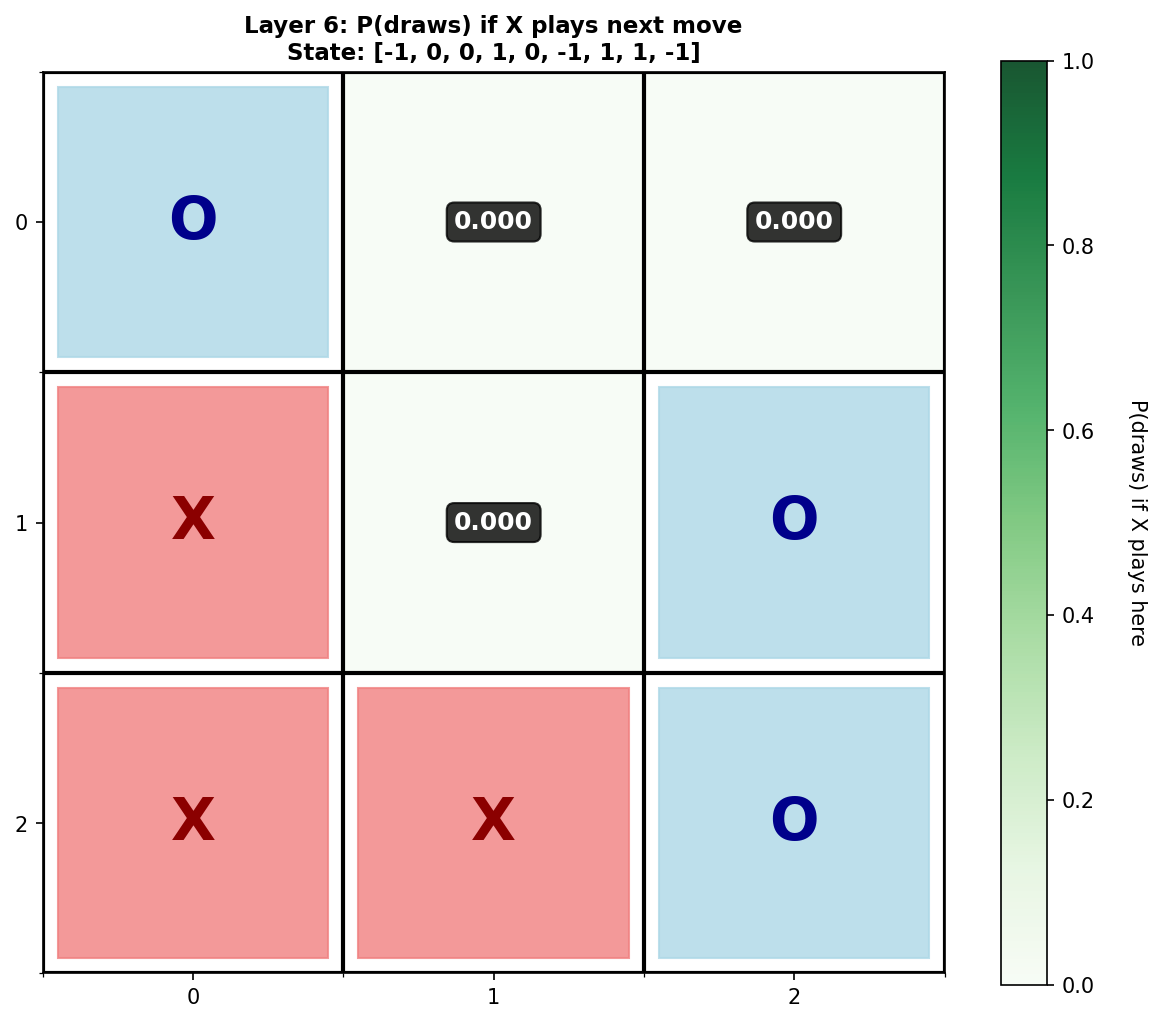 Layer 6: P(draws) if X plays next move
State: [-1, 0, 0, 1, 0, -1, 1, 1, -1]
O
0.000
0.000
X
0.000
O
X
X
O
0
1
2
0
1
2
1.0
0.8
0.6
0.4
0.2
0.0
P(draws) if X plays here